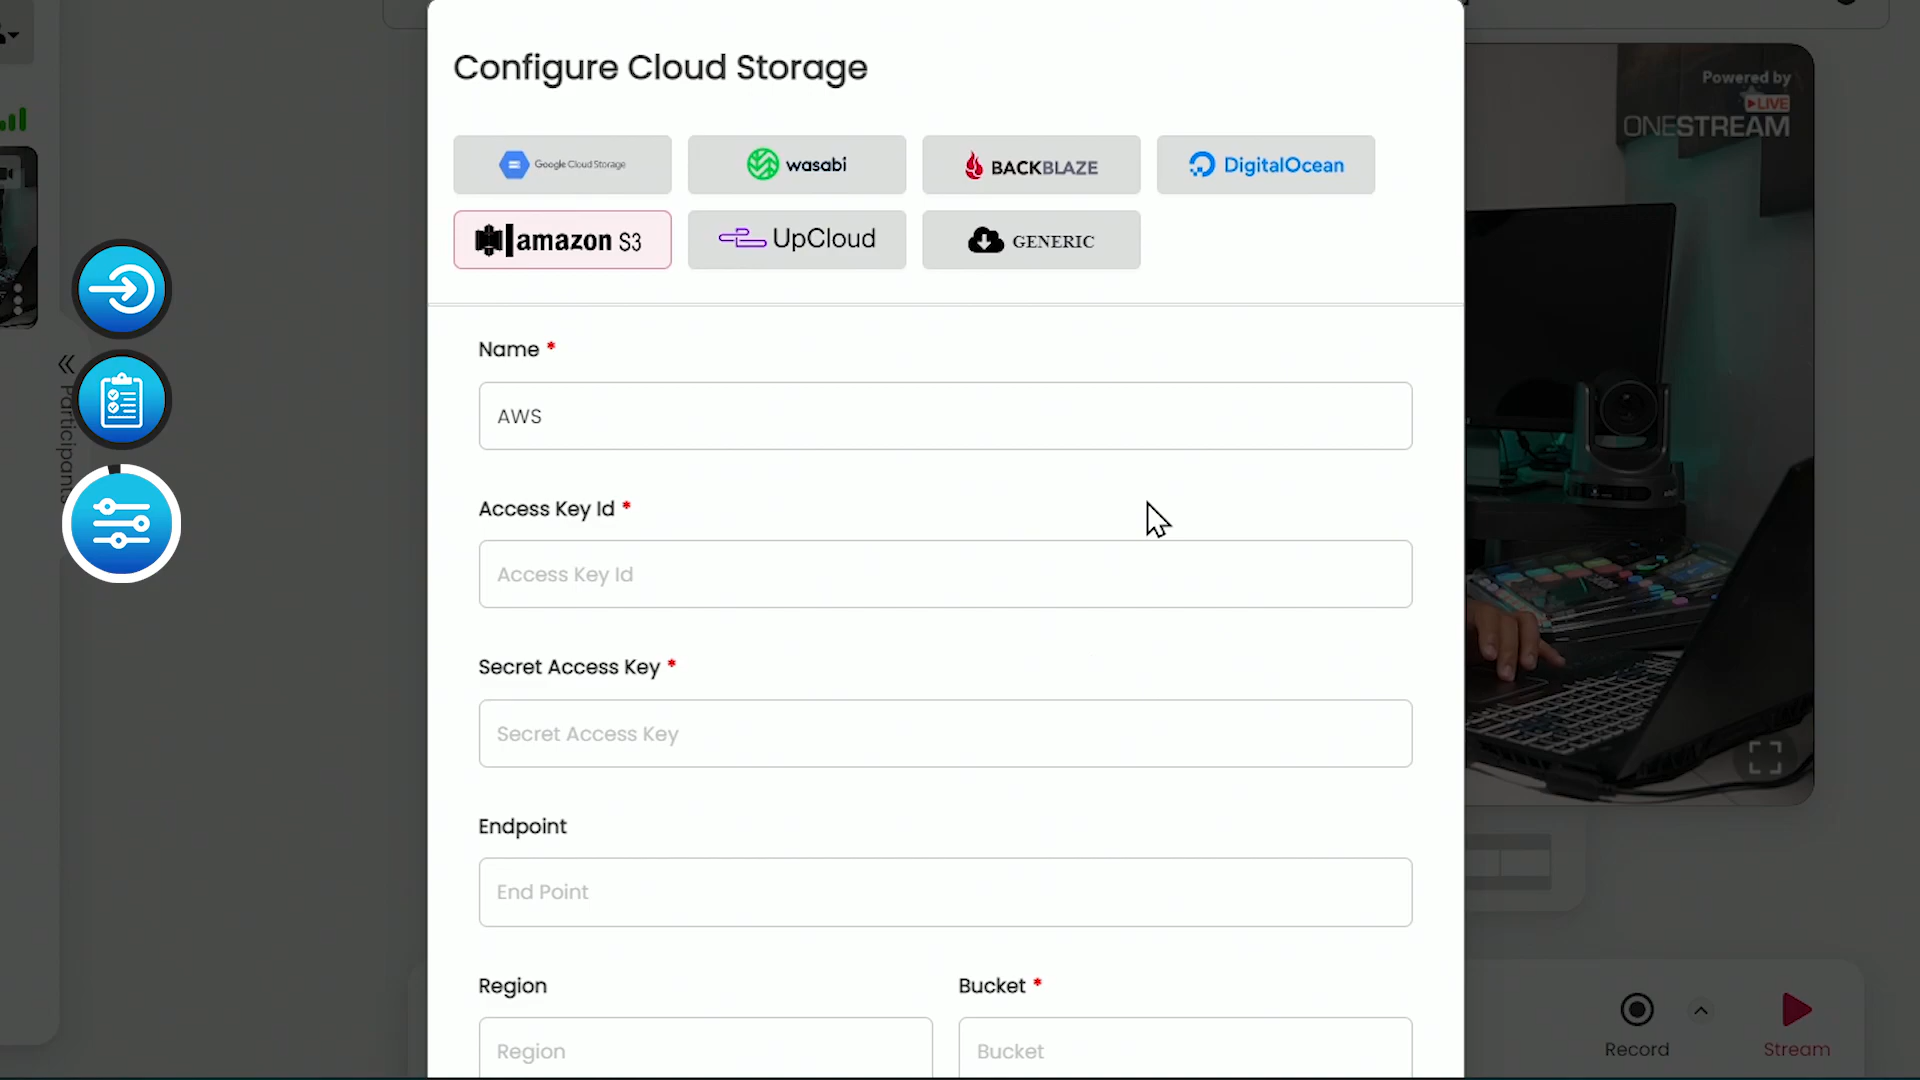 Configure Cloud Storage
Google Cloud Storage
wasabi
BACKBLAZE
DigitalOcean
amazon S3
UpCloud
GENERIC
Name *
AWS
Access Key Id *
Access Key Id
Secret Access Key *
Secret Access Key
Endpoint
End Point
Region
Bucket *
Region
Bucket
Participants
Powered by
LIVE
ONESTREAM
Record
Stream